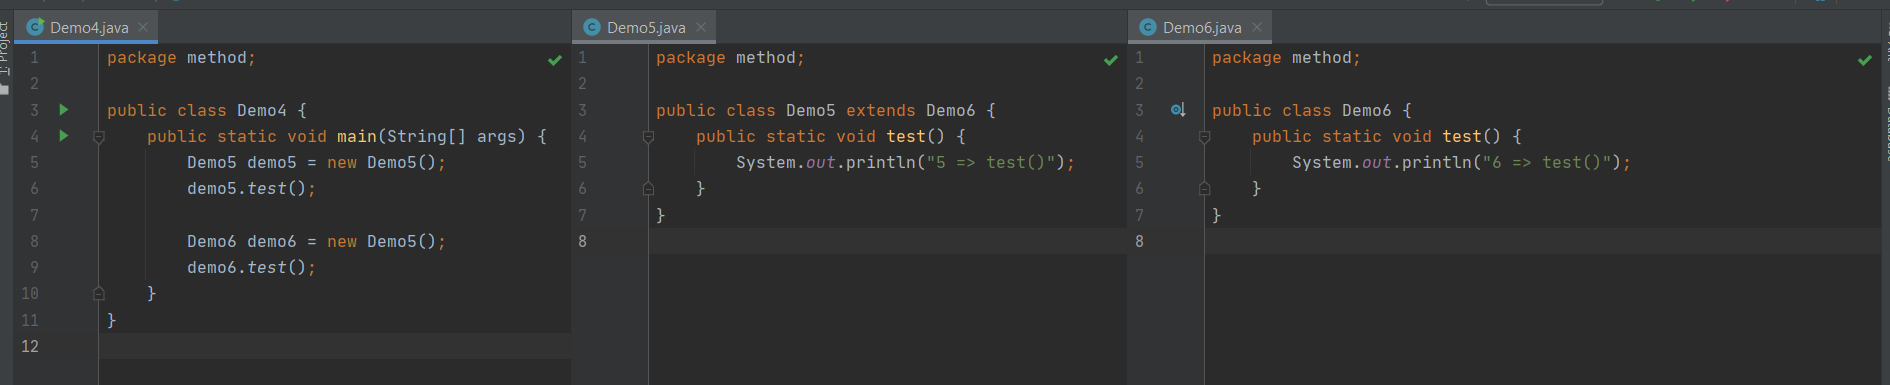 1: Project
Demo4.java
1 package method;
2
3 public class Demo4 {
4 public static void main(String[] args) {
5 Demo5 demo5 = new Demo5();
6 demo5.test();
7
8 Demo6 demo6 = new Demo5();
9 demo6.test();
10 }
11 }
12
Demo5.java
1 package method;
2
3 public class Demo5 extends Demo6 {
4 public static void test() {
5 System.out.println("5 => test()");
6 }
7 }
8
Demo6.java
1 package method;
2
3 public class Demo6 {
4 public static void test() {
5 System.out.println("6 => test()");
6 }
7 }
8